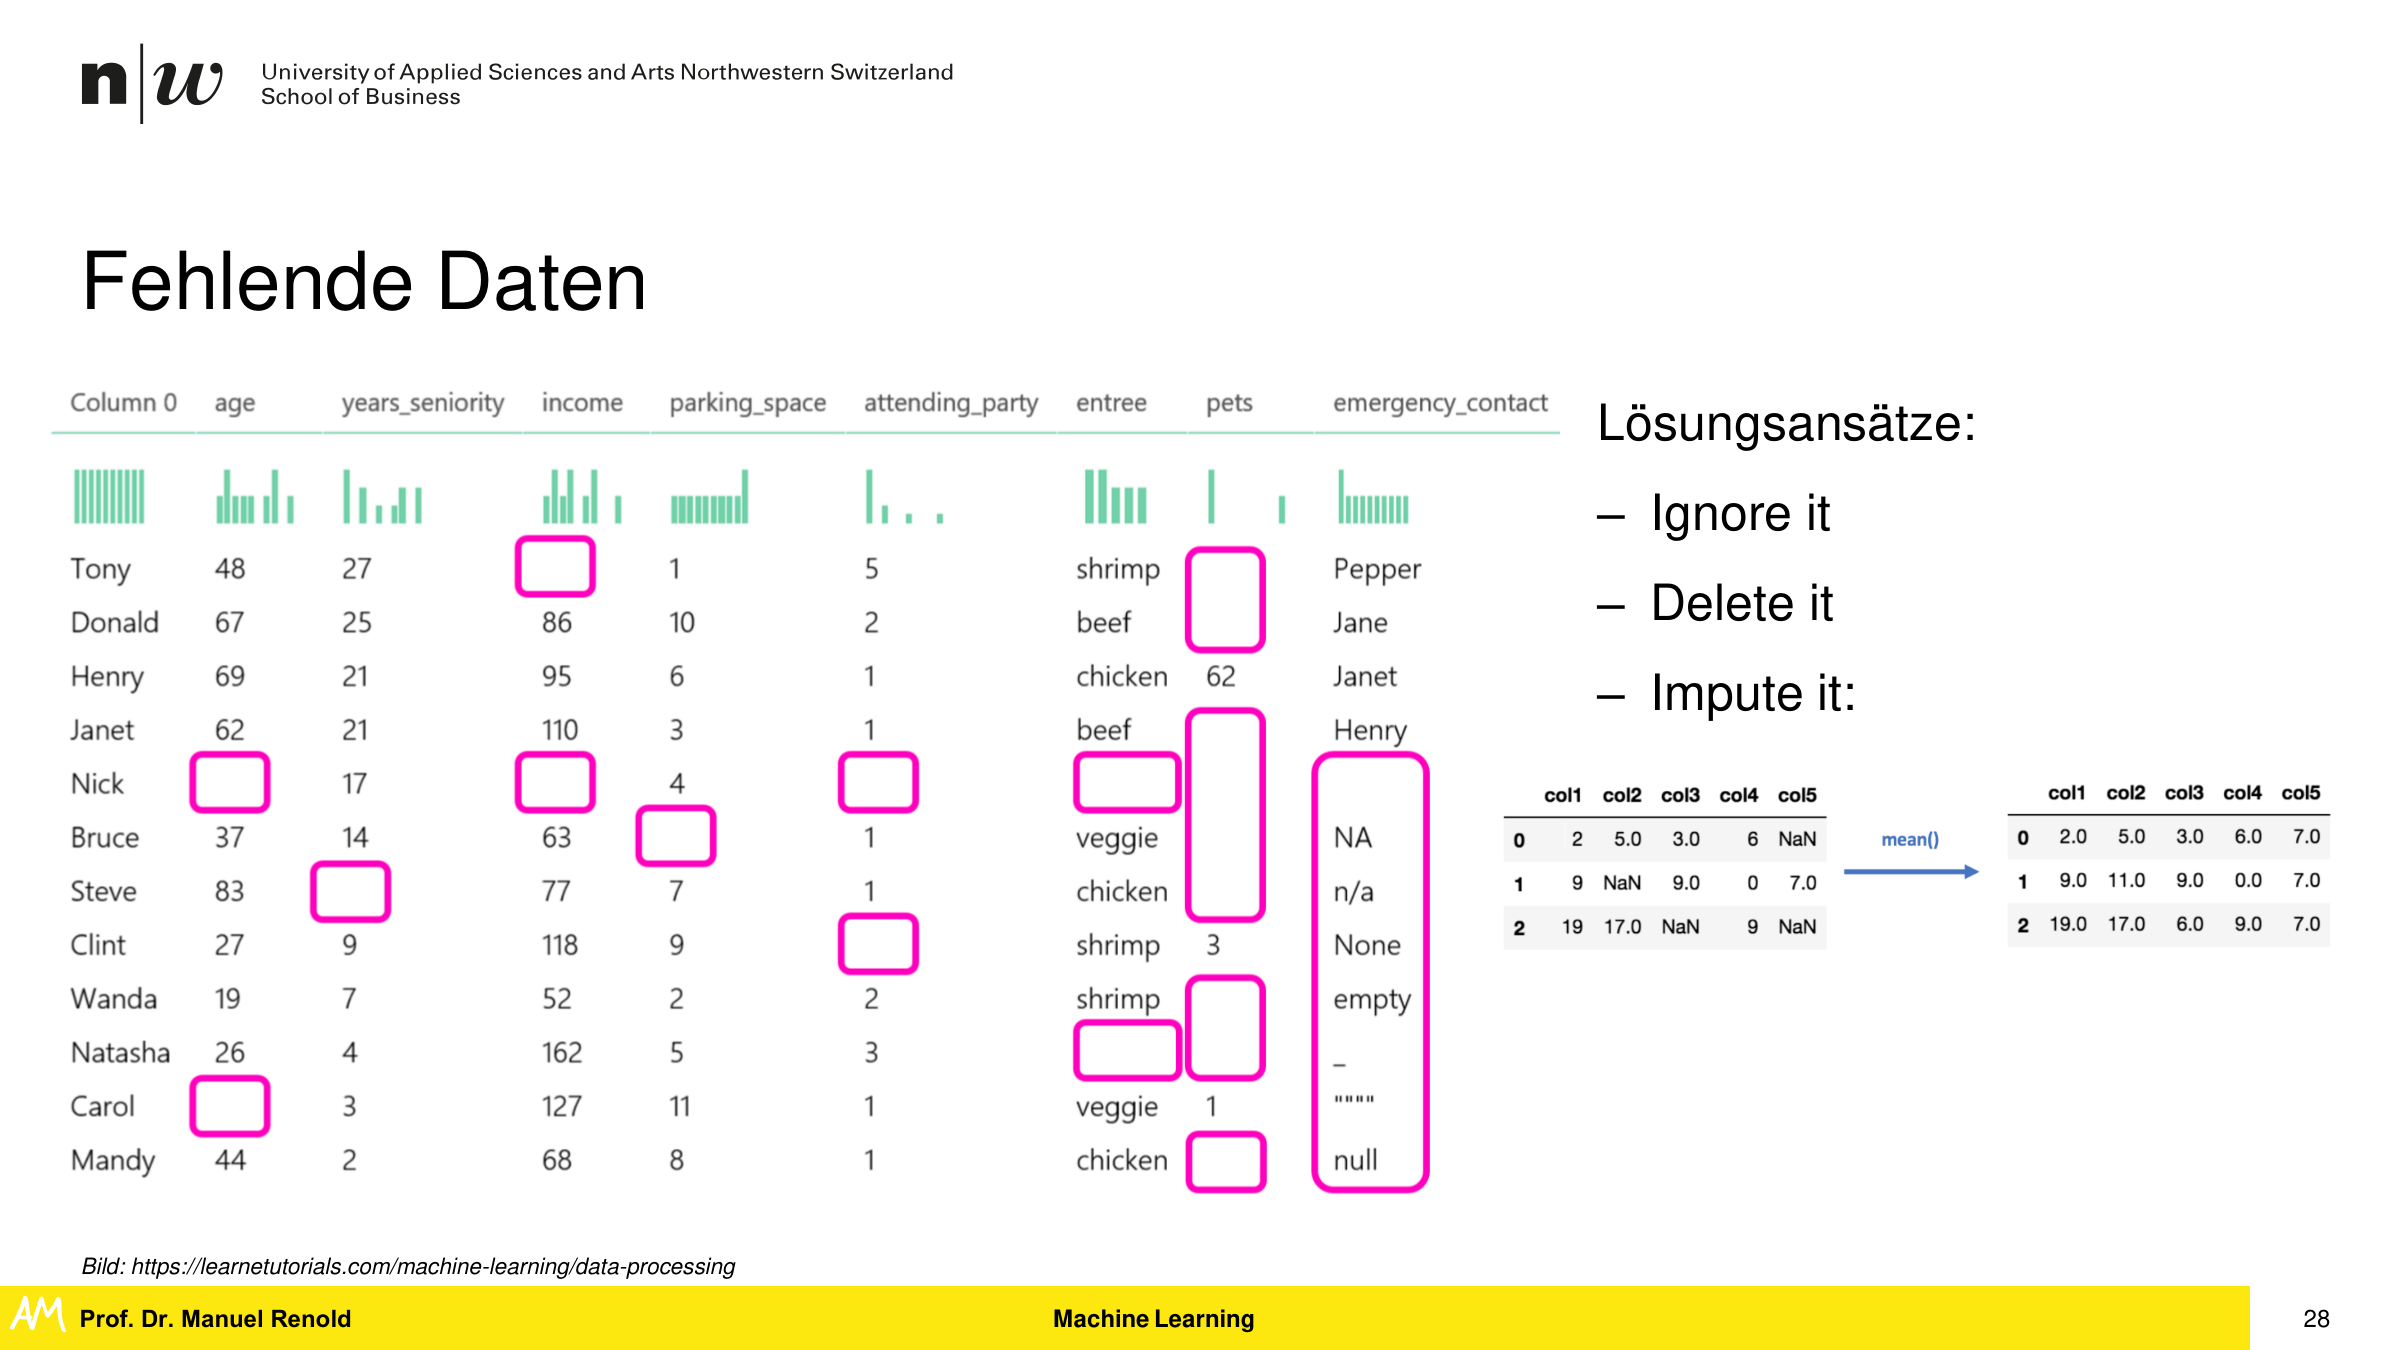 n|w University of Applied Sciences and Arts Northwestern Switzerland
School of Business
Fehlende Daten
Column 0 age years_seniority income parking_space attending_party entree pets emergency_contact
Tony 48 27 1 5 shrimp Pepper
Donald 67 25 86 10 2 beef Jane
Henry 69 21 95 6 1 chicken 62 Janet
Janet 62 21 110 3 1 beef Henry
Nick 17 4
Bruce 37 14 63 1 veggie NA
Steve 83 77 7 1 chicken n/a
Clint 27 9 118 9 shrimp 3 None
Wanda 19 7 52 2 2 shrimp empty
Natasha 26 4 162 5 3 _
Carol 3 127 11 1 veggie 1 """"
Mandy 44 2 68 8 1 chicken null
Lösungsansätze:
– Ignore it
– Delete it
– Impute it:
col1 col2 col3 col4 col5
0 2 5.0 3.0 6 NaN
1 9 NaN 9.0 0 7.0
2 19 17.0 NaN 9 NaN
mean()
col1 col2 col3 col4 col5
0 2.0 5.0 3.0 6.0 7.0
1 9.0 11.0 9.0 0.0 7.0
2 19.0 17.0 6.0 9.0 7.0
Bild: https://learnetutorials.com/machine-learning/data-processing
AM Prof. Dr. Manuel Renold Machine Learning 28